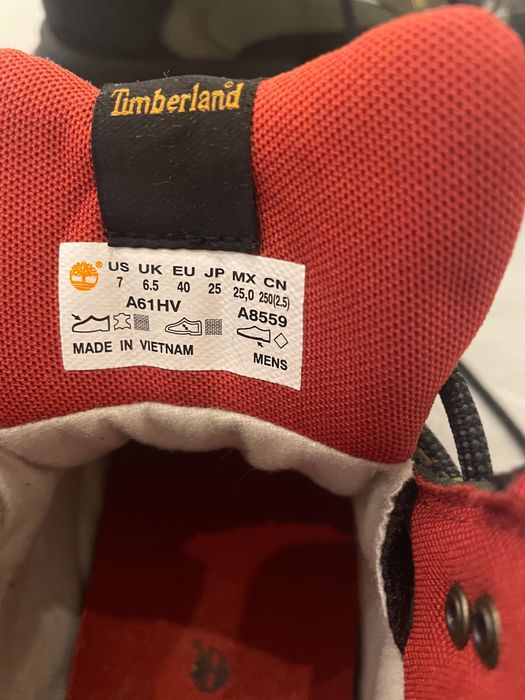 Timberland
® US UK EU JP MX CN
7 6.5 40 25 25,0 250(2.5)
A61HV A8559
MADE IN VIETNAM MENS